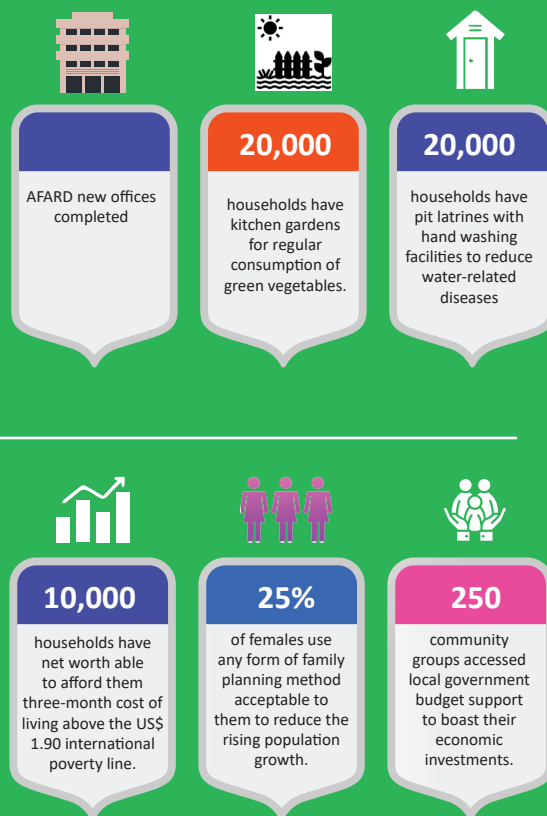 AFARD new offices
completed
20,000
households have
kitchen gardens
for regular
consumption of
green vegetables.
20,000
households have
pit latrines with
hand washing
facilities to reduce
water-related
diseases
10,000
households have
net worth able
to afford them
three-month cost of
living above the US$
1.90 international
poverty line.
25%
of females use
any form of family
planning method
acceptable to
them to reduce the
rising population
growth.
250
community
groups accessed
local government
budget support
to boast their
economic
investments.